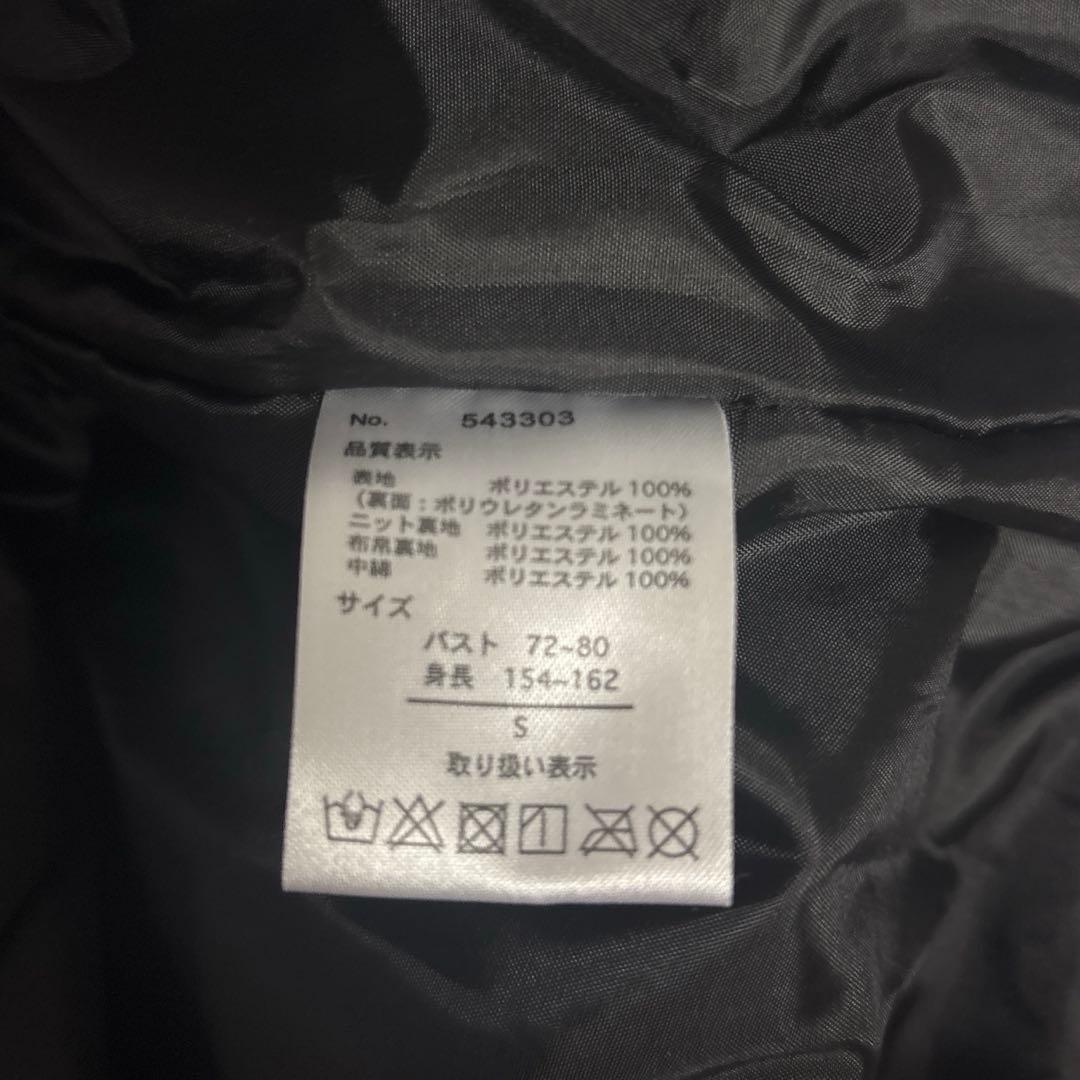 No. 543303
品質表示
表地 ポリエステル 100%
（裏面：ポリウレタンラミネート）
ニット裏地 ポリエステル 100%
布帛裏地 ポリエステル 100%
中綿 ポリエステル 100%
サイズ
バスト 72~80
身長 154~162
S
取り扱い表示